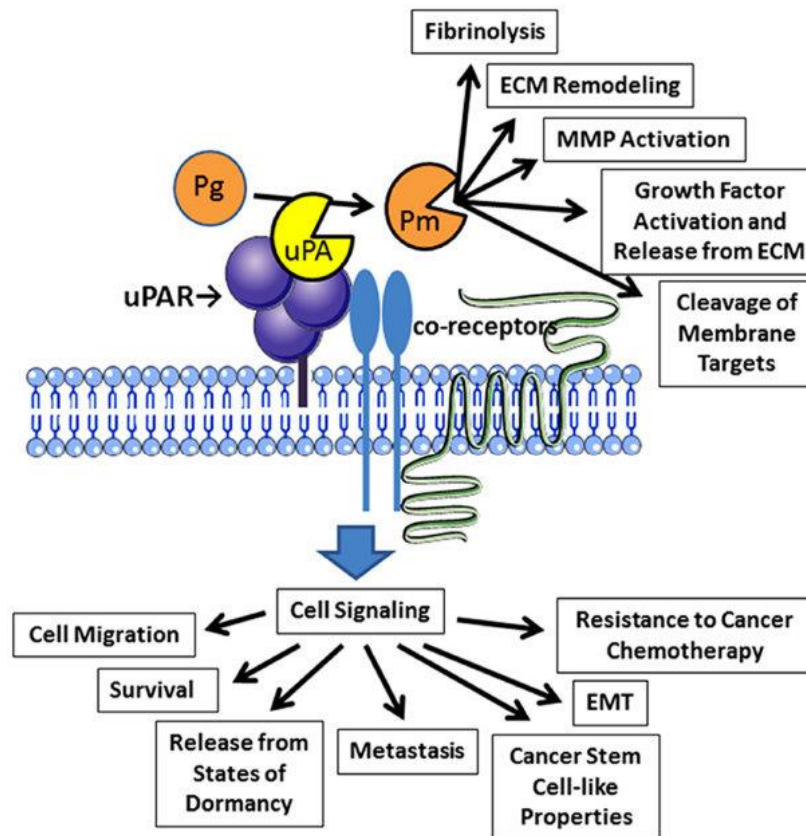 Fibrinolysis
ECM Remodeling
MMP Activation
Pg
Pm
Growth Factor
Activation and
Release from ECM
uPA
uPAR→
co-receptors
Cleavage of
Membrane
Targets
Cell Signaling
Cell Migration
Resistance to Cancer
Chemotherapy
Survival
EMT
Release from
States of
Dormancy
Metastasis
Cancer Stem
Cell-like
Properties